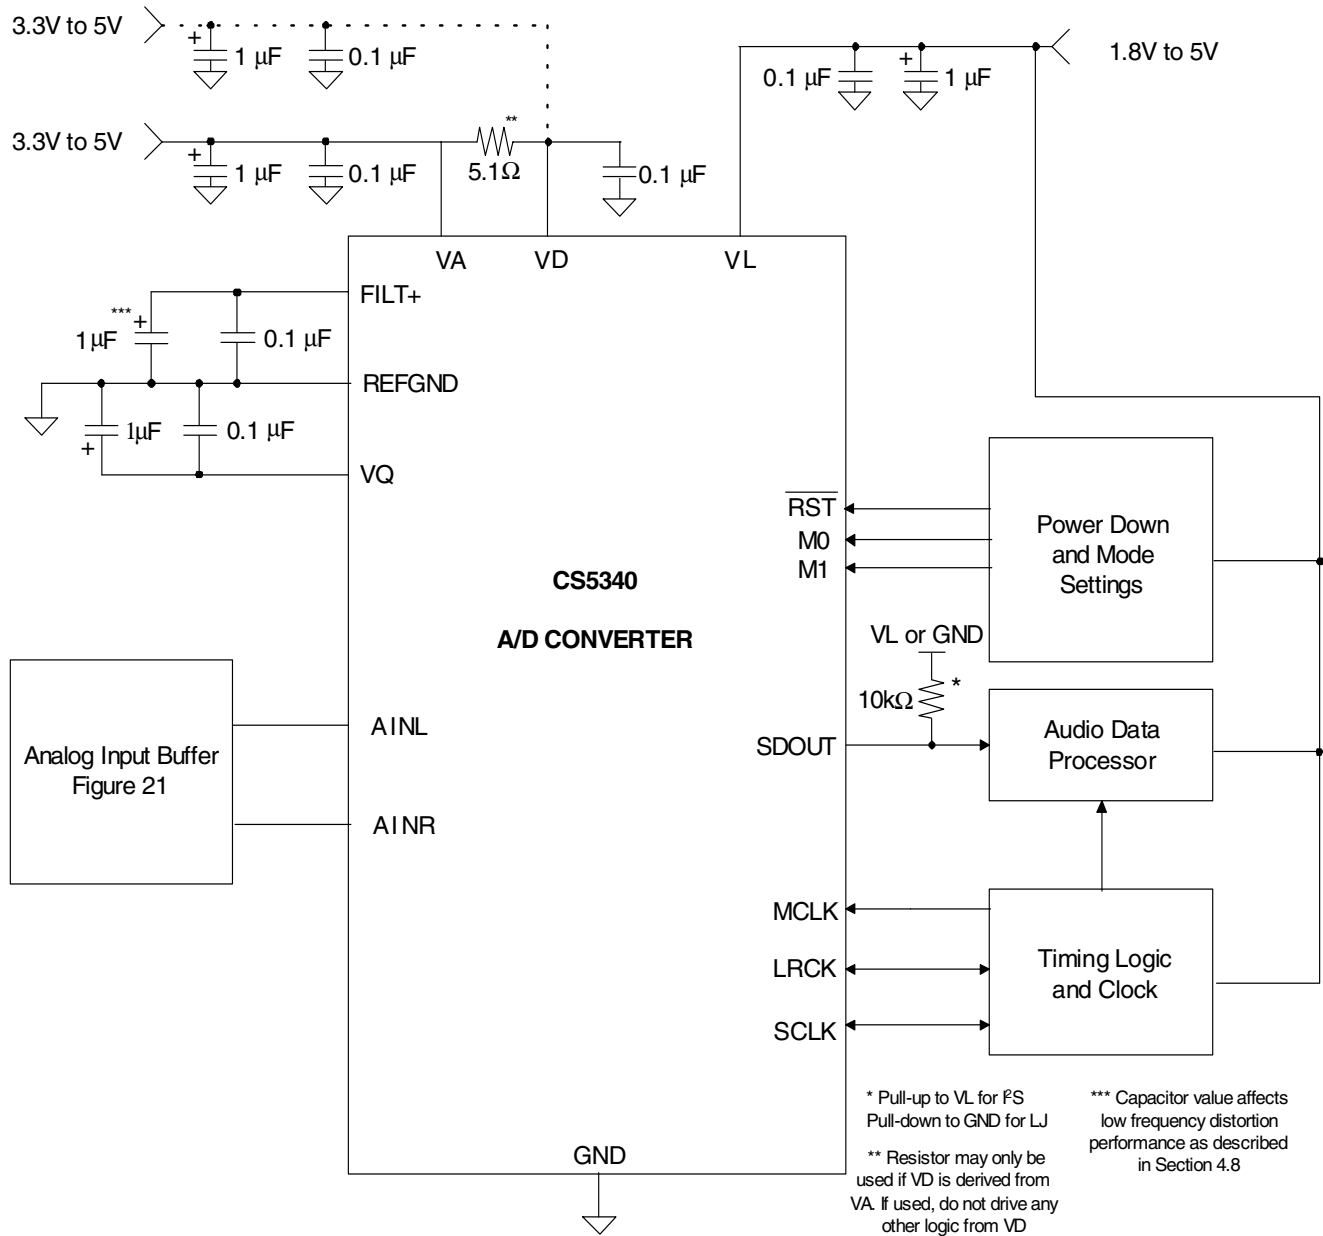 3.3V to 5V
+
1 µF
0.1 µF
1.8V to 5V
0.1 µF
+
1 µF
3.3V to 5V
+
1 µF
0.1 µF
**
5.1Ω
0.1 µF
VA
VD
VL
FILT+
***
+
1µF
0.1 µF
REFGND
1µF
+
0.1 µF
VQ
RST
M0
M1
Power Down
and Mode
Settings
CS5340
A/D CONVERTER
VL or GND
*
10kΩ
SDOUT
Audio Data
Processor
Analog Input Buffer
Figure 21
AINL
AINR
MCLK
LRCK
SCLK
Timing Logic
and Clock
GND
* Pull-up to VL for I²S
Pull-down to GND for LJ
** Resistor may only be
used if VD is derived from
VA. If used, do not drive any
other logic from VD
*** Capacitor value affects
low frequency distortion
performance as described
in Section 4.8